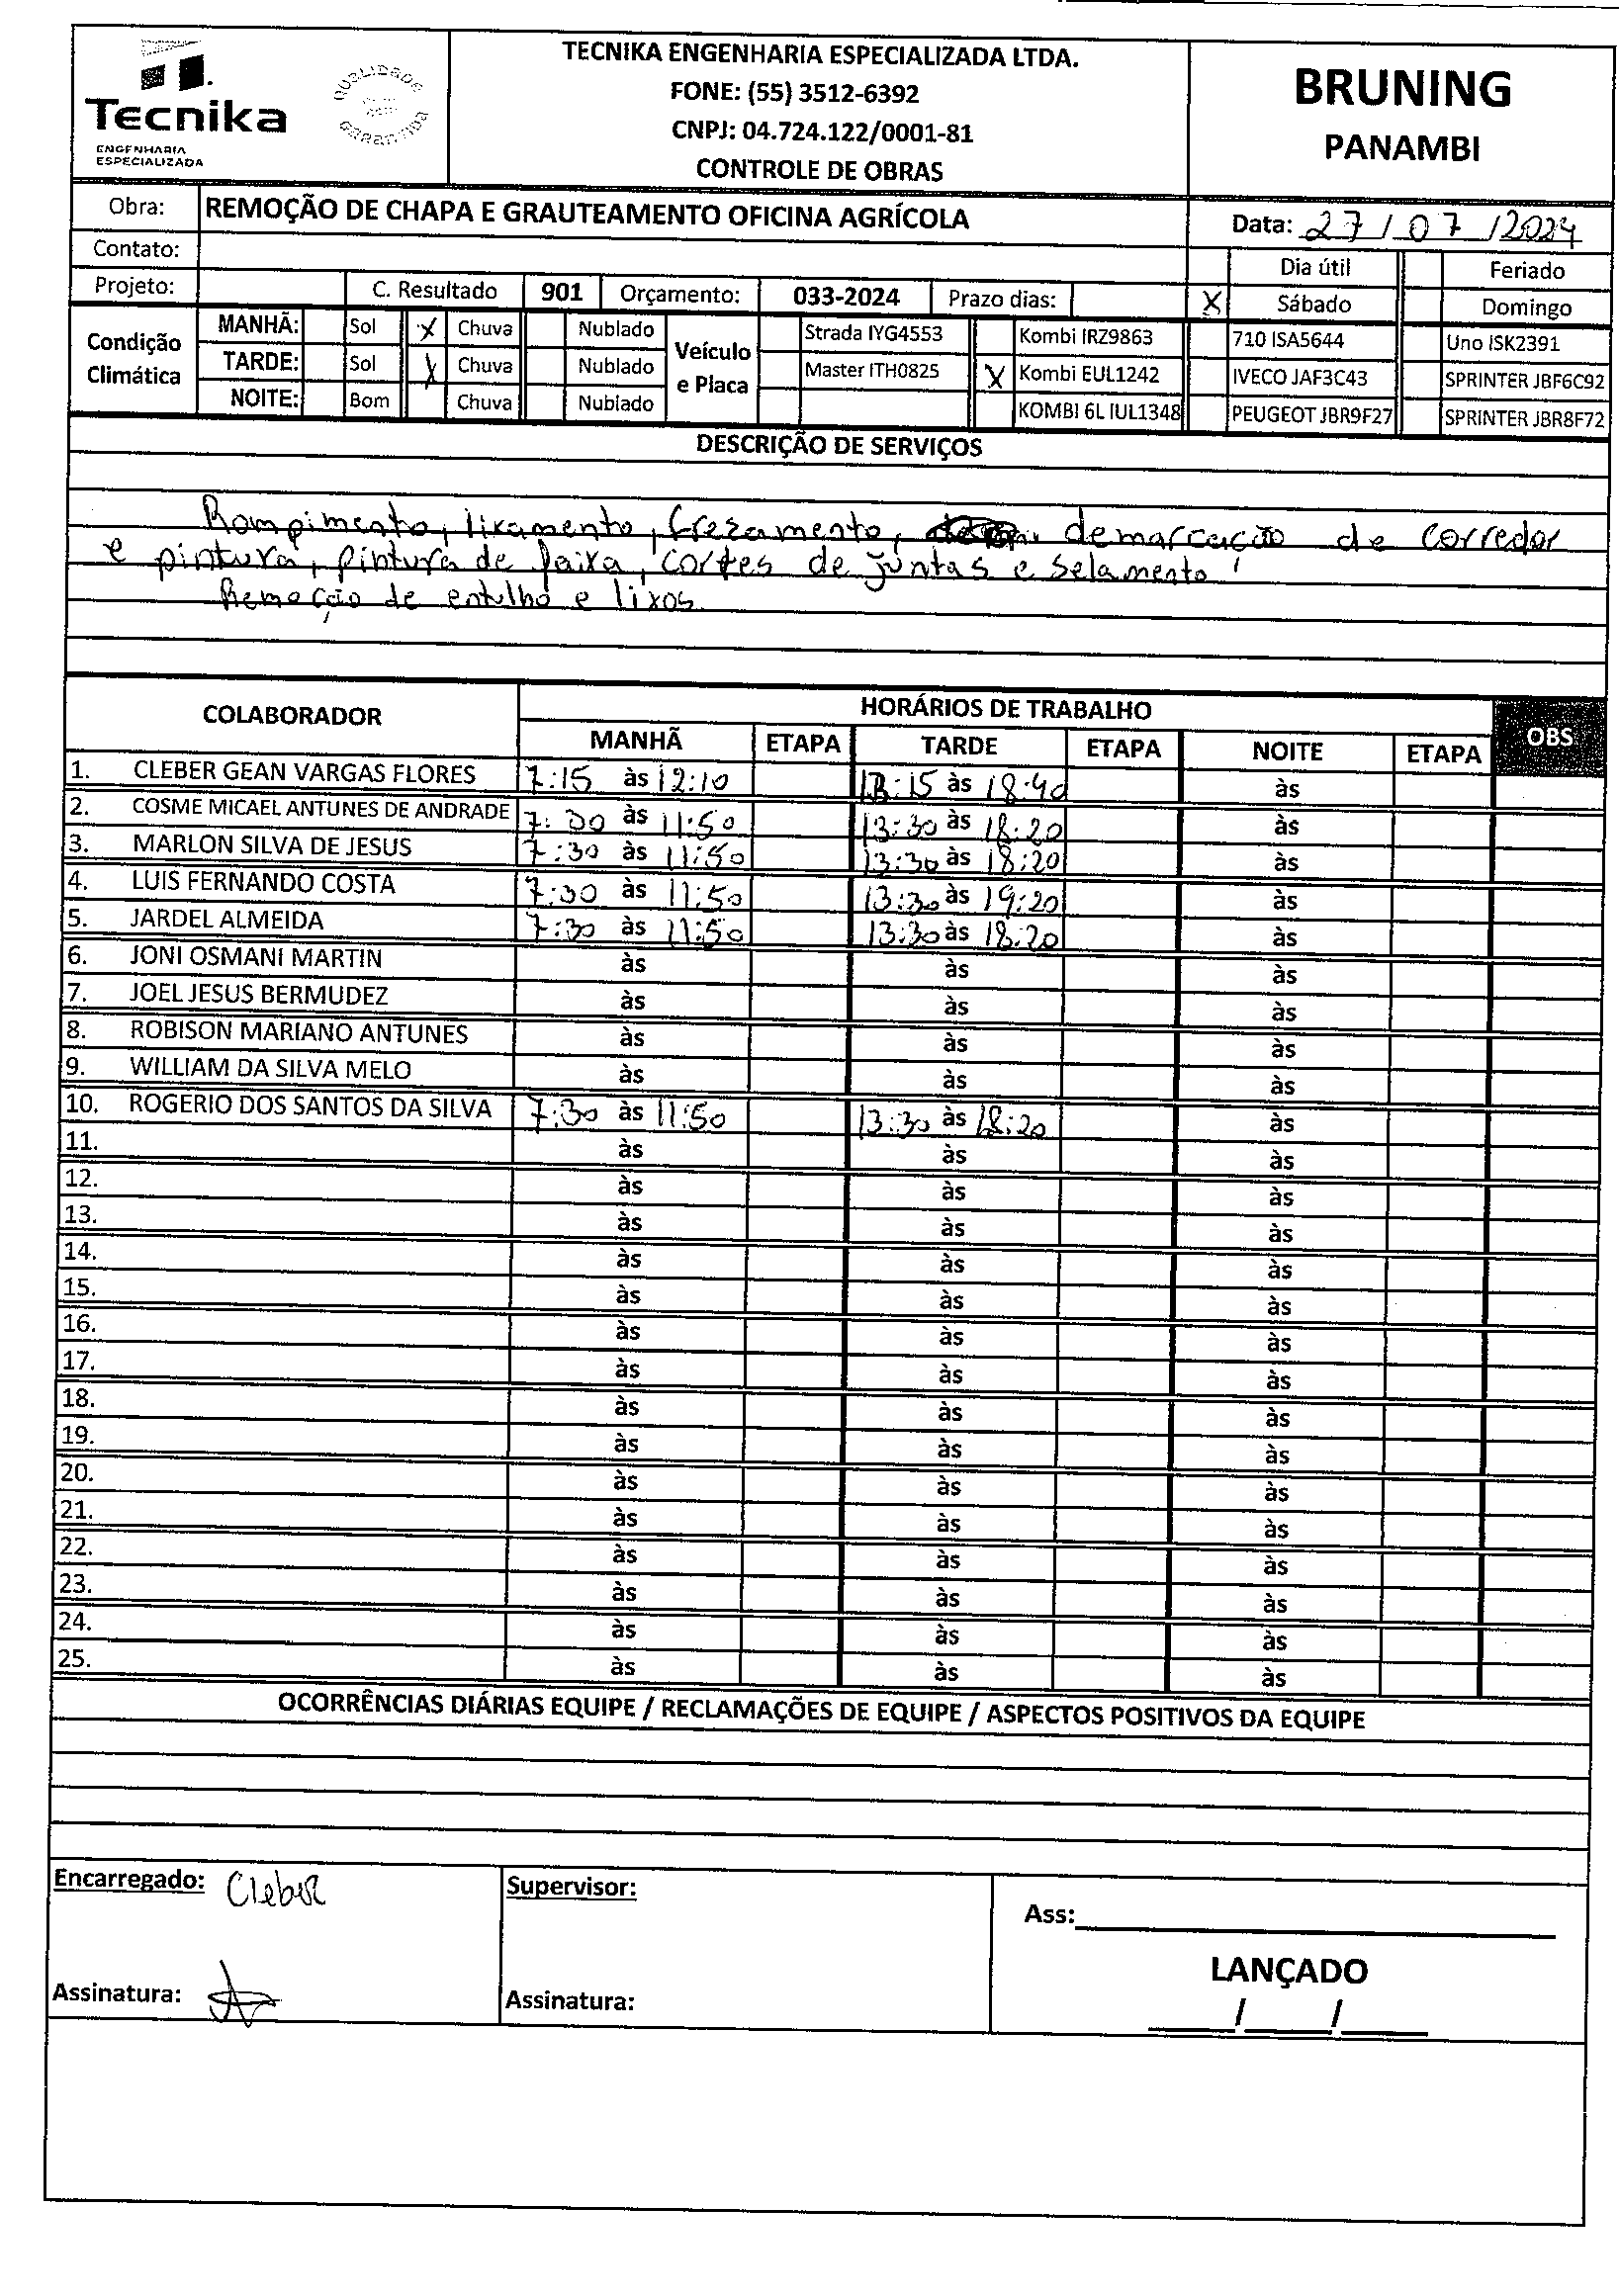 Tecnika
ENGENHARIA
ESPECIALIZADA
QUALIDADE
GARANTIDA
TECNIKA ENGENHARIA ESPECIALIZADA LTDA.
FONE: (55) 3512-6392
CNPJ: 04.724.122/0001-81
CONTROLE DE OBRAS
BRUNING
PANAMBI
Obra: REMOÇÃO DE CHAPA E GRAUTEAMENTO OFICINA AGRÍCOLA
Data: 27/07/2024
Contato:
Dia útil Feriado
Projeto: C. Resultado 901 Orçamento: 033-2024 Prazo dias:
X Sábado Domingo
Condição Climática
MANHÃ: Sol X Chuva Nublado
TARDE: Sol X Chuva Nublado
NOITE: Bom Chuva Nublado
Veículo e Placa
Strada IYG4553 Kombi IRZ9863 710 ISA5644 Uno ISK2391
Master ITH0825 X Kombi EUL1242 IVECO JAF3C43 SPRINTER JBF6C92
KOMBI 6L IUL1348 PEUGEOT JBR9F27 SPRINTER JBR8F72
DESCRIÇÃO DE SERVIÇOS
Rompimento, lixamento, frezamento, demarcação de corredor
e pintura, pintura de faixa, cortes de juntas e selamento,
Remoção de entulho e lixos.
COLABORADOR HORÁRIOS DE TRABALHO OBS
MANHÃ ETAPA TARDE ETAPA NOITE ETAPA
1. CLEBER GEAN VARGAS FLORES 7:15 às 12:10 13:15 às 18:40 às
2. COSME MICAEL ANTUNES DE ANDRADE 7:30 às 11:50 13:30 às 18:20 às
3. MARLON SILVA DE JESUS 7:30 às 11:50 13:30 às 18:20 às
4. LUIS FERNANDO COSTA 7:30 às 11:50 13:30 às 19:20 às
5. JARDEL ALMEIDA 7:30 às 11:50 13:30 às 18:20 às
6. JONI OSMANI MARTIN às às às
7. JOEL JESUS BERMUDEZ às às às
8. ROBISON MARIANO ANTUNES às às às
9. WILLIAM DA SILVA MELO às às às
10. ROGERIO DOS SANTOS DA SILVA 7:30 às 11:50 13:30 às 18:20 às
11. às às às
12. às às às
13. às às às
14. às às às
15. às às às
16. às às às
17. às às às
18. às às às
19. às às às
20. às às às
21. às às às
22. às às às
23. às às às
24. às às às
25. às às às
OCORRÊNCIAS DIÁRIAS EQUIPE / RECLAMAÇÕES DE EQUIPE / ASPECTOS POSITIVOS DA EQUIPE
Encarregado: Cleber
Supervisor:
Ass:
LANÇADO
Assinatura:
Assinatura:
__/__/__